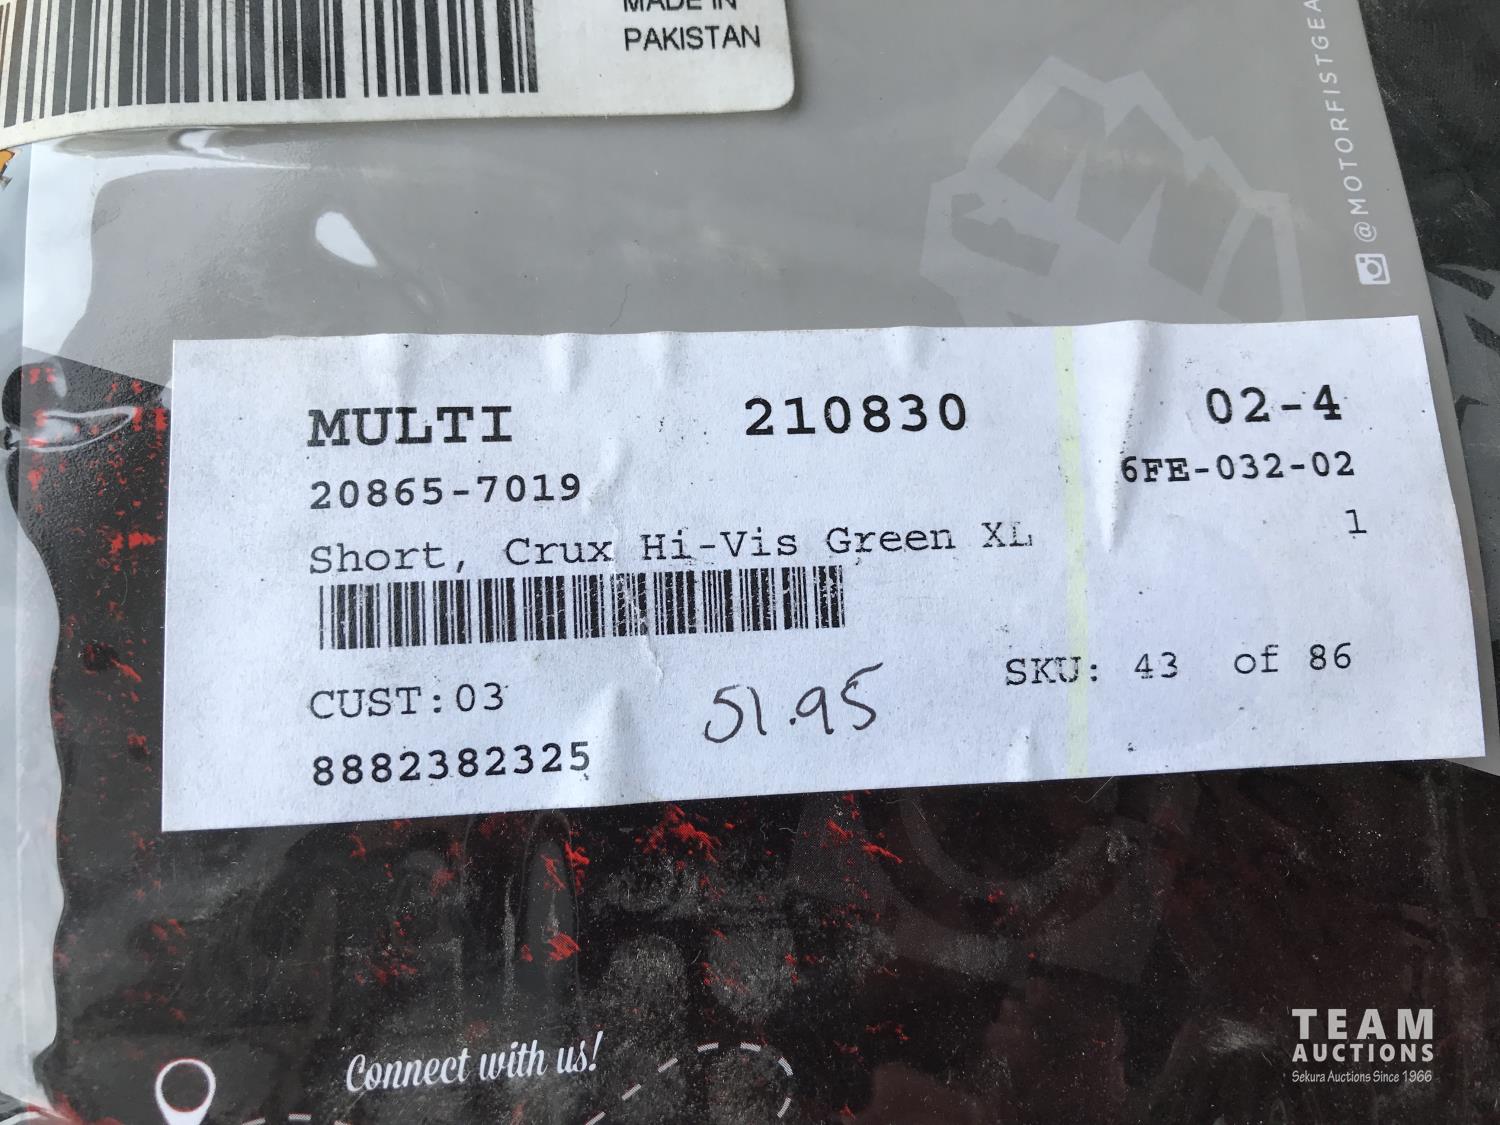 MADE IN
PAKISTAN
@MOTORFISTGEA
MULTI 210830 02-4
20865-7019 6FE-032-02
Short, Crux Hi-Vis Green XL 1
SKU: 43 of 86
CUST:03 51.95
8882382325
Connect with us!
TEAM
AUCTIONS
Sekura Auctions Since 1966